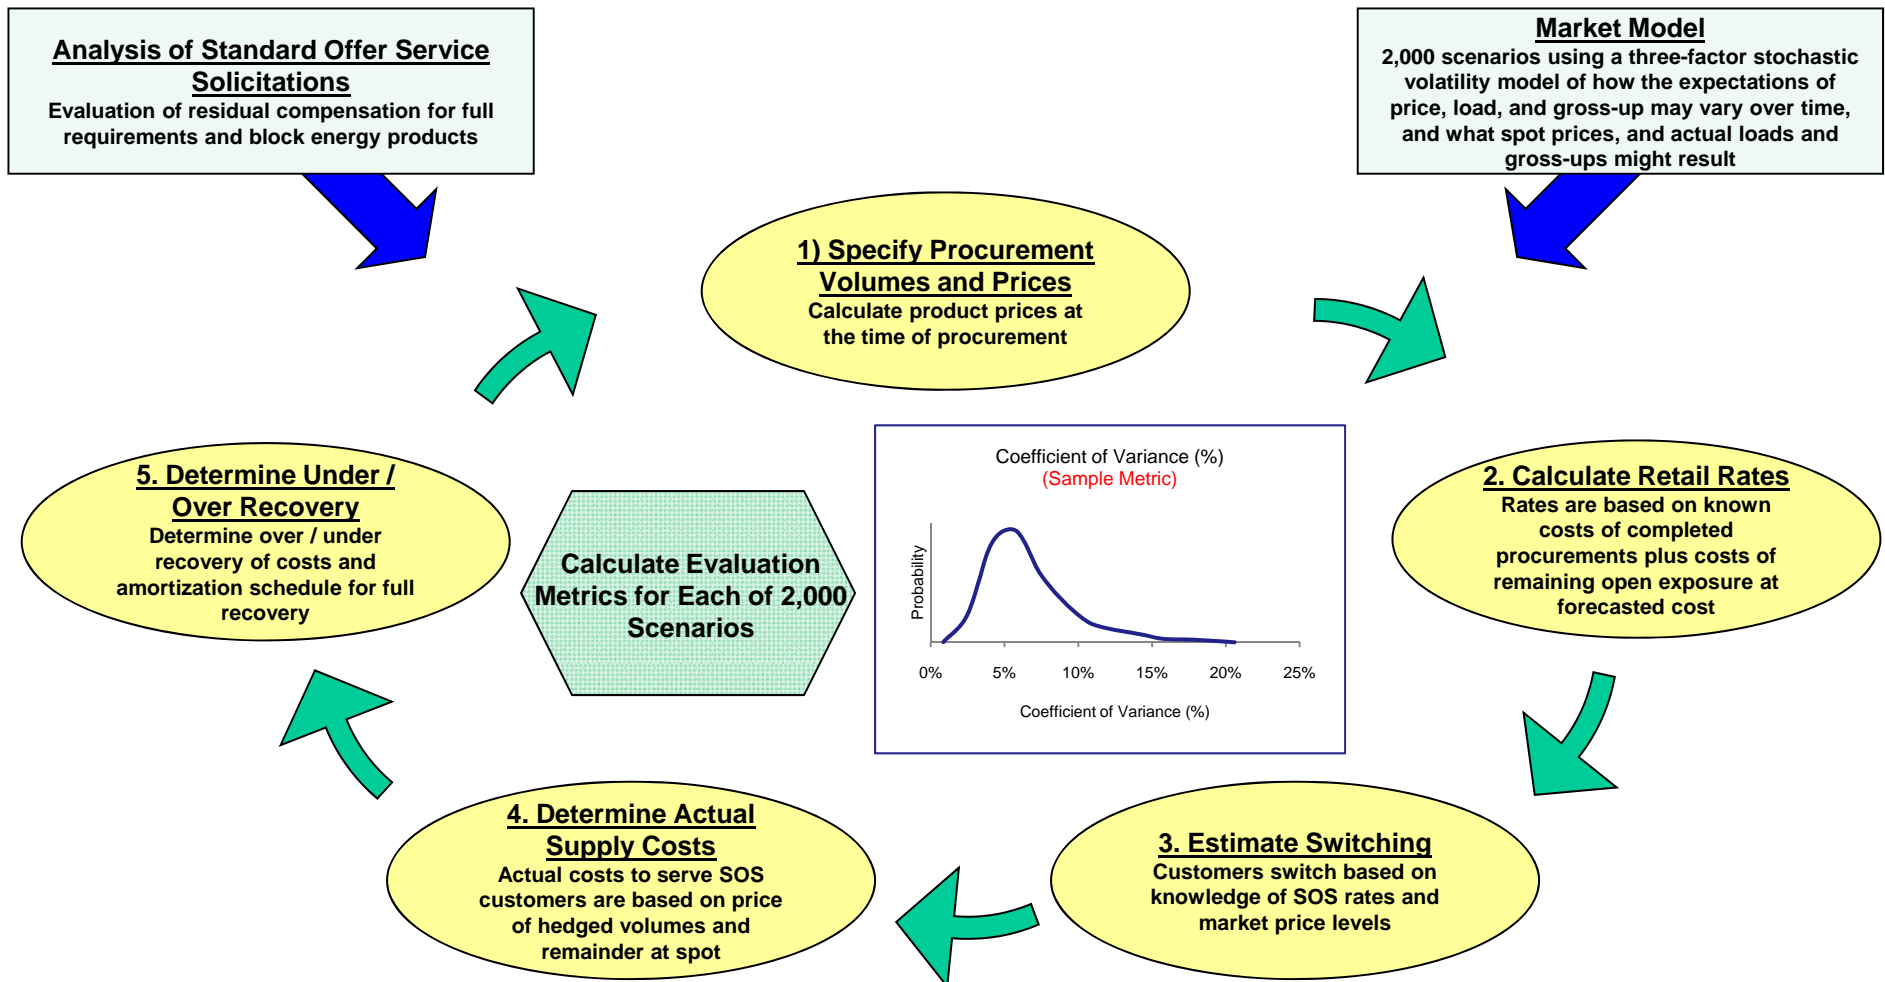 Analysis of Standard Offer Service
Solicitations
Evaluation of residual compensation for full
requirements and block energy products
Market Model
2,000 scenarios using a three-factor stochastic
volatility model of how the expectations of
price, load, and gross-up may vary over time,
and what spot prices, and actual loads and
gross-ups might result
1) Specify Procurement
Volumes and Prices
Calculate product prices at
the time of procurement
5. Determine Under /
Over Recovery
Determine over / under
recovery of costs and
amortization schedule for full
recovery
Calculate Evaluation
Metrics for Each of 2,000
Scenarios
Coefficient of Variance (%)
(Sample Metric)
Probability
0% 5% 10% 15% 20% 25%
Coefficient of Variance (%)
2. Calculate Retail Rates
Rates are based on known
costs of completed
procurements plus costs of
remaining open exposure at
forecasted cost
4. Determine Actual
Supply Costs
Actual costs to serve SOS
customers are based on price
of hedged volumes and
remainder at spot
3. Estimate Switching
Customers switch based on
knowledge of SOS rates and
market price levels